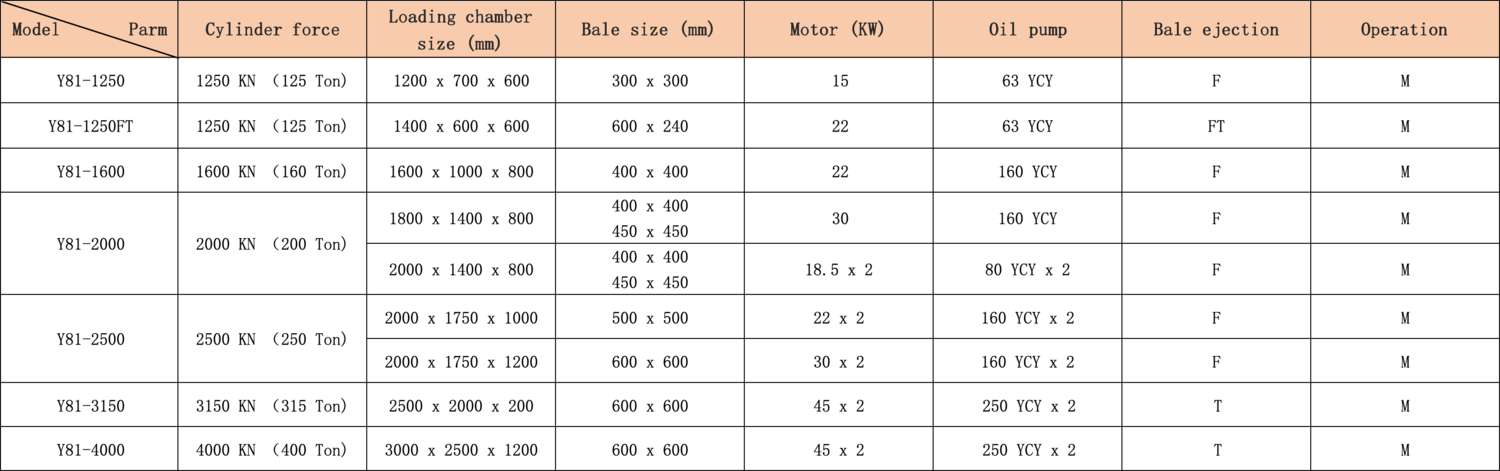 Model Parm Cylinder force Loading chamber size (mm) Bale size (mm) Motor (KW) Oil pump Bale ejection Operation
Y81-1250 1250 KN （125 Ton) 1200 x 700 x 600 300 x 300 15 63 YCY F M
Y81-1250FT 1250 KN （125 Ton) 1400 x 600 x 600 600 x 240 22 63 YCY FT M
Y81-1600 1600 KN （160 Ton) 1600 x 1000 x 800 400 x 400 22 160 YCY F M
Y81-2000 2000 KN （200 Ton) 1800 x 1400 x 800 400 x 400 450 x 450 30 160 YCY F M
2000 x 1400 x 800 400 x 400 450 x 450 18.5 x 2 80 YCY x 2 F M
Y81-2500 2500 KN （250 Ton) 2000 x 1750 x 1000 500 x 500 22 x 2 160 YCY x 2 F M
2000 x 1750 x 1200 600 x 600 30 x 2 160 YCY x 2 F M
Y81-3150 3150 KN （315 Ton) 2500 x 2000 x 200 600 x 600 45 x 2 250 YCY x 2 T M
Y81-4000 4000 KN （400 Ton) 3000 x 2500 x 1200 600 x 600 45 x 2 250 YCY x 2 T M